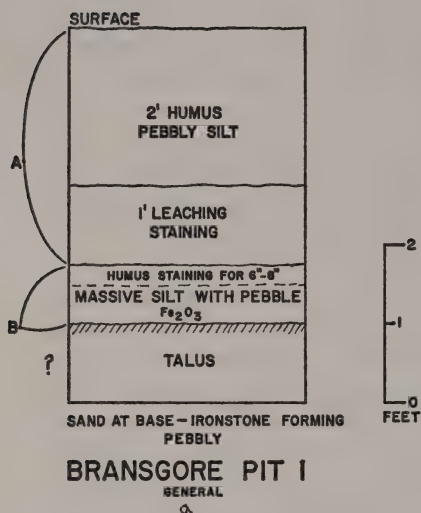 SURFACE
2' HUMUS
PEBBLY SILT
A
1' LEACHING
STAINING
HUMUS STAINING FOR 6"-8"
MASSIVE SILT WITH PEBBLE
Fe2O3
B
?
TALUS
2
1
0
FEET
SAND AT BASE - IRONSTONE FORMING
PEBBLY
BRANSGORE PIT 1
GENERAL
a